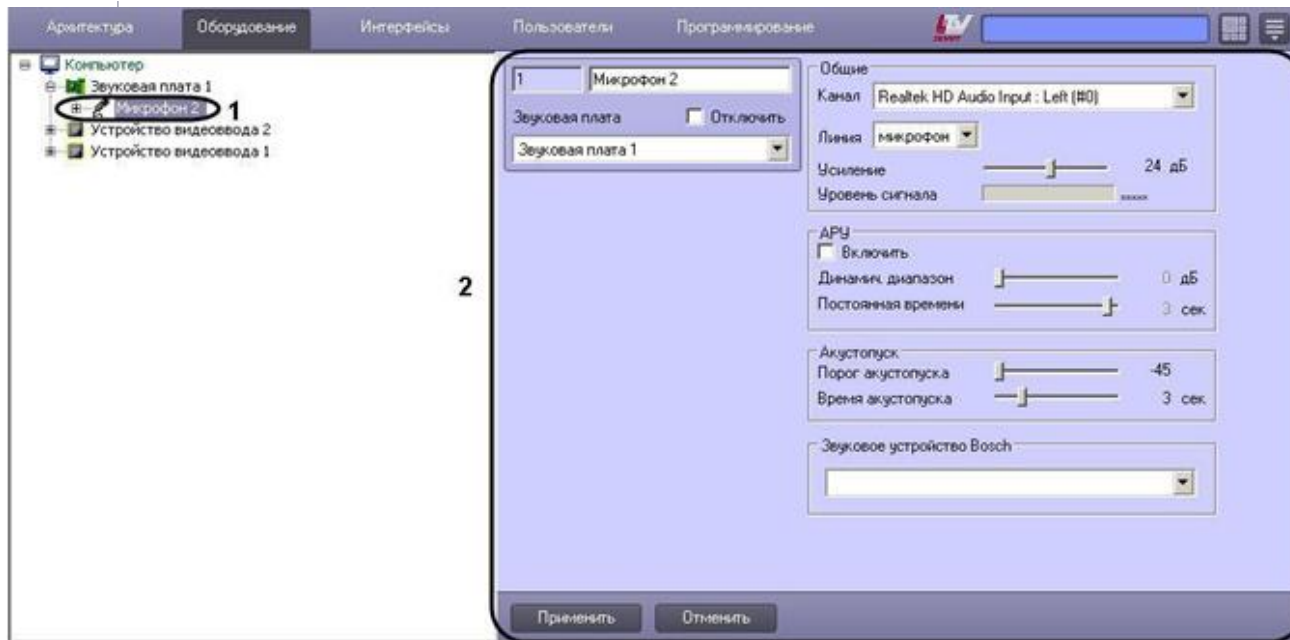 Архитектура Оборудование Интерфейсы Пользователи Программирование
LTV
Компьютер
Звуковая плата 1
Микрофон 2 1
Устройство видеоввода 2
Устройство видеоввода 1
2
1 Микрофон 2
Звуковая плата Отключить
Звуковая плата 1
Общие
Канал Realtek HD Audio Input : Left (#0)
Линия микрофон
Усиление 24 дБ
Уровень сигнала
АРУ
Включить
Динамич. диапазон 0 дБ
Постоянная времени 3 сек.
Акустопуск
Порог акустопуска -45
Время акустопуска 3 сек.
Звуковое устройство Bosch
Применить Отменить